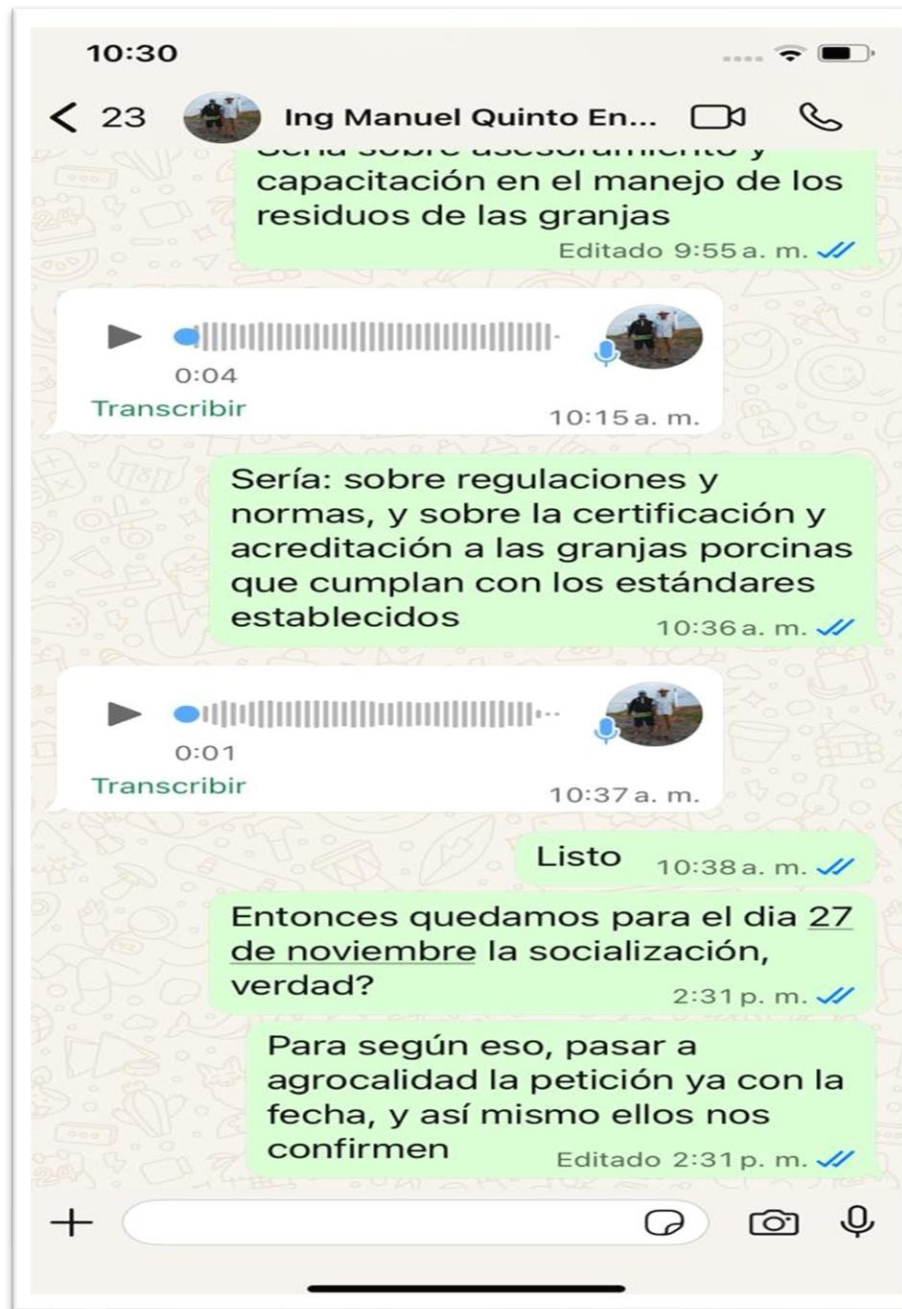 10:30
23 Ing Manuel Quinto En...
capacitación en el manejo de los
residuos de las granjas
Editado 9:55 a. m.
0:04
Transcribir 10:15 a. m.
Sería: sobre regulaciones y
normas, y sobre la certificación y
acreditación a las granjas porcinas
que cumplan con los estándares
establecidos
10:36 a. m.
0:01
Transcribir 10:37 a. m.
Listo 10:38 a. m.
Entonces quedamos para el dia 27
de noviembre la socialización,
verdad?
2:31 p. m.
Para según eso, pasar a
agrocalidad la petición ya con la
fecha, y así mismo ellos nos
confirmen
Editado 2:31 p. m.